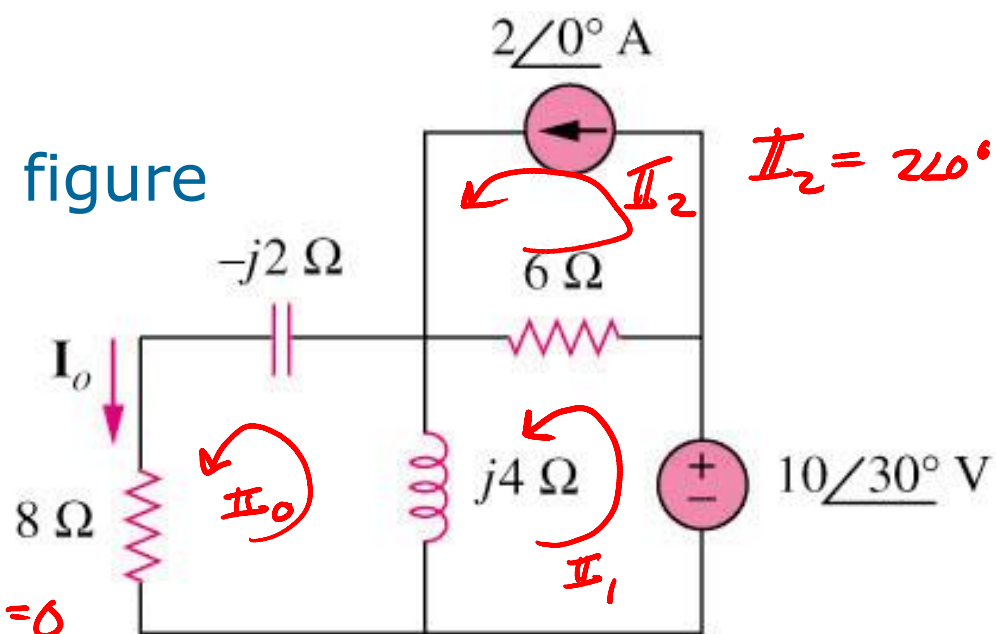 2∠0° A
figure
𝕀₂ = 2∠0°
𝕀₂
–j2 Ω
6 Ω
Iₒ
8 Ω
𝕀₀
j4 Ω
+
–
10∠30° V
𝕀₁
=0